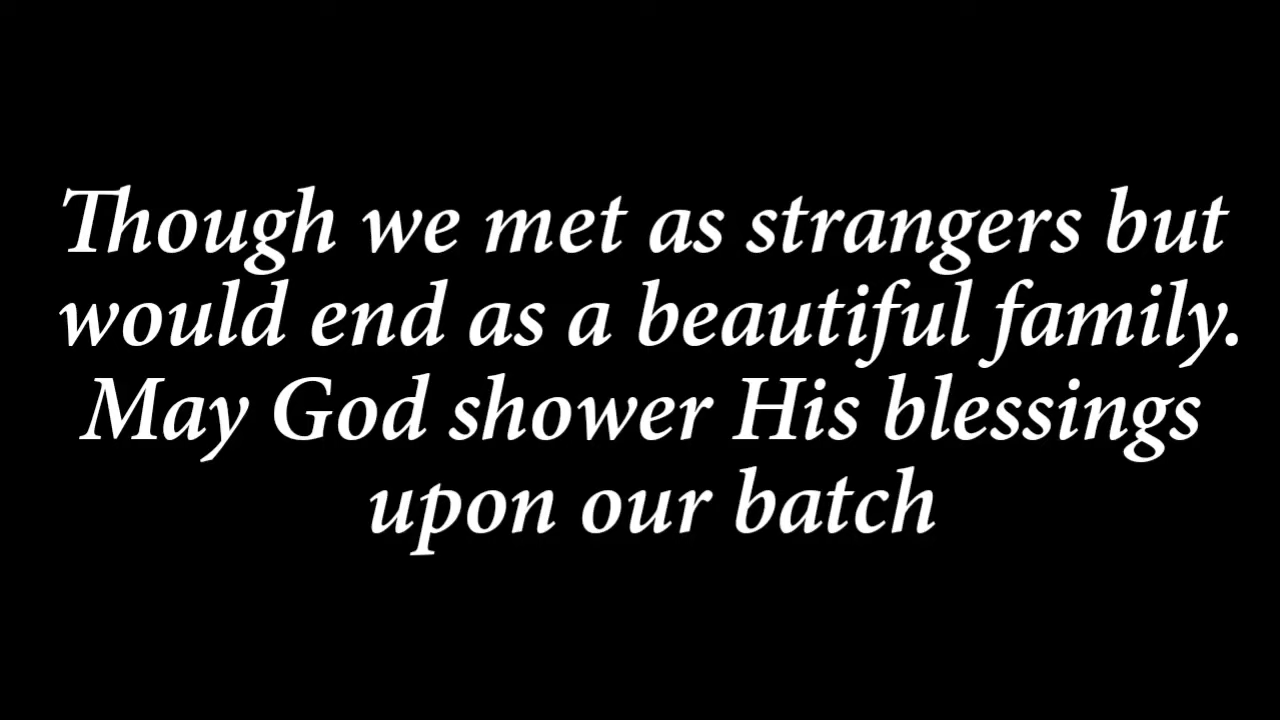 Though we met as strangers but
would end as a beautiful family.
May God shower His blessings
upon our batch